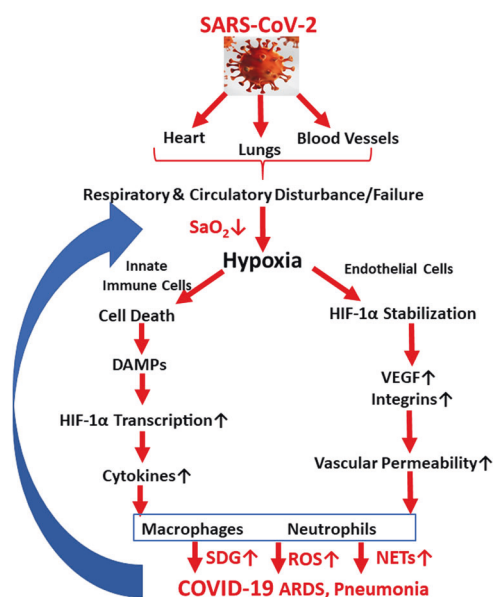 SARS-CoV-2
Heart
Lungs
Blood Vessels
Respiratory & Circulatory Disturbance/Failure
SaO₂↓
Hypoxia
Innate
Immune Cells
Endothelial Cells
Cell Death
HIF-1α Stabilization
DAMPs
VEGF↑
Integrins↑
HIF-1α Transcription↑
Cytokines↑
Vascular Permeability↑
Macrophages Neutrophils
SDG↑ ROS↑ NETs↑
COVID-19 ARDS, Pneumonia